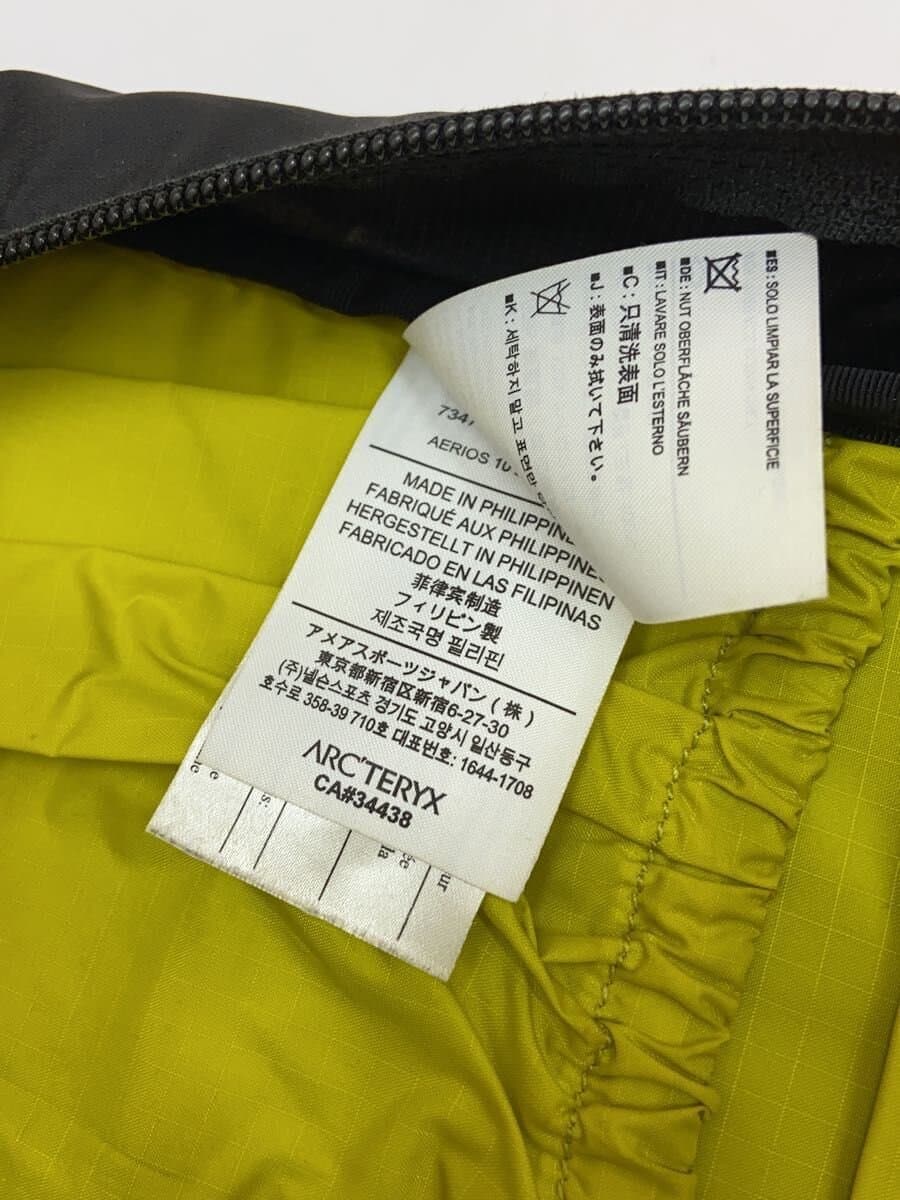 ■ES : SOLO LIMPIAR LA SUPERFICIE
■DE : NUT OBERFLÄCHE SÄUBERN
■IT : LAVARE SOLO L'ESTERNO
■C : 只清洗表面
■J : 表面のみ拭いて下さい。
■K : 세탁하지 말고 표면만
7347
AERIOS 10
MADE IN PHILIPPINE
FABRIQUÉ AUX PHILIPPINES
HERGESTELLT IN PHILIPPINEN
FABRICADO EN LAS FILIPINAS
菲律宾制造
フィリピン製
제조국명 필리핀
アメアスポーツジャパン ( 株 )
東京都新宿区新宿6-27-30
(주)넬슨스포츠 경기도 고양시 일산동구
호수로 358-39 710호 대표번호: 1644-1708
ARC'TERYX
CA#34438